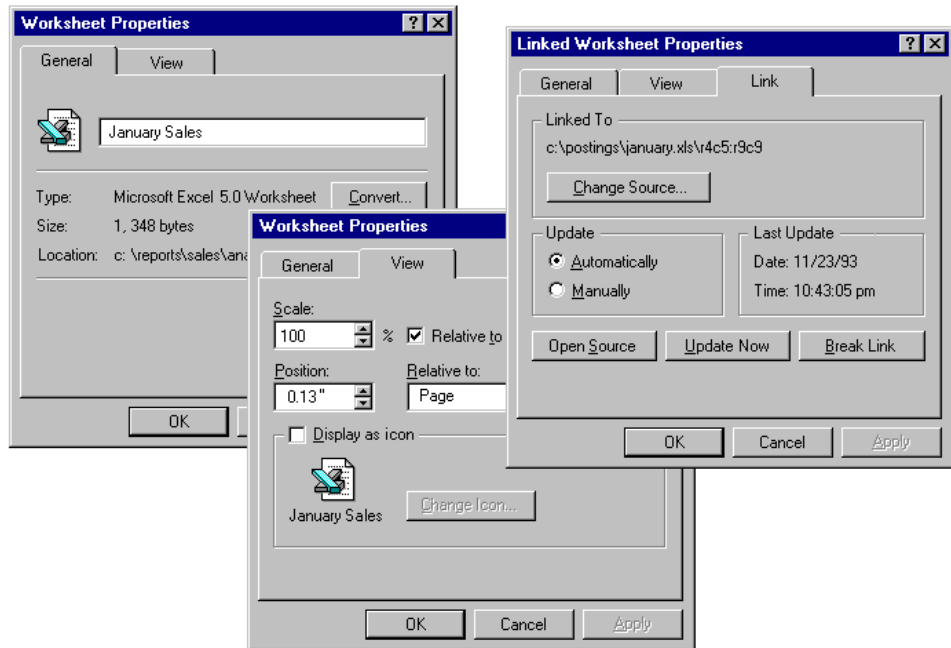 Worksheet Properties
General View
January Sales
Type: Microsoft Excel 5.0 Worksheet Convert...
Size: 1, 348 bytes
Location: c: \reports\sales\
OK
Worksheet Properties
General View
Scale:
100 % Relative to
Position: Relative to:
0.13" Page
Display as icon
January Sales Change Icon...
OK Cancel Apply
Linked Worksheet Properties
General View Link
Linked To
c:\postings\january.xls\r4c5:r9c9
Change Source...
Update Last Update
Automatically Date: 11/23/93
Manually Time: 10:43:05 pm
Open Source Update Now Break Link
OK Cancel Apply